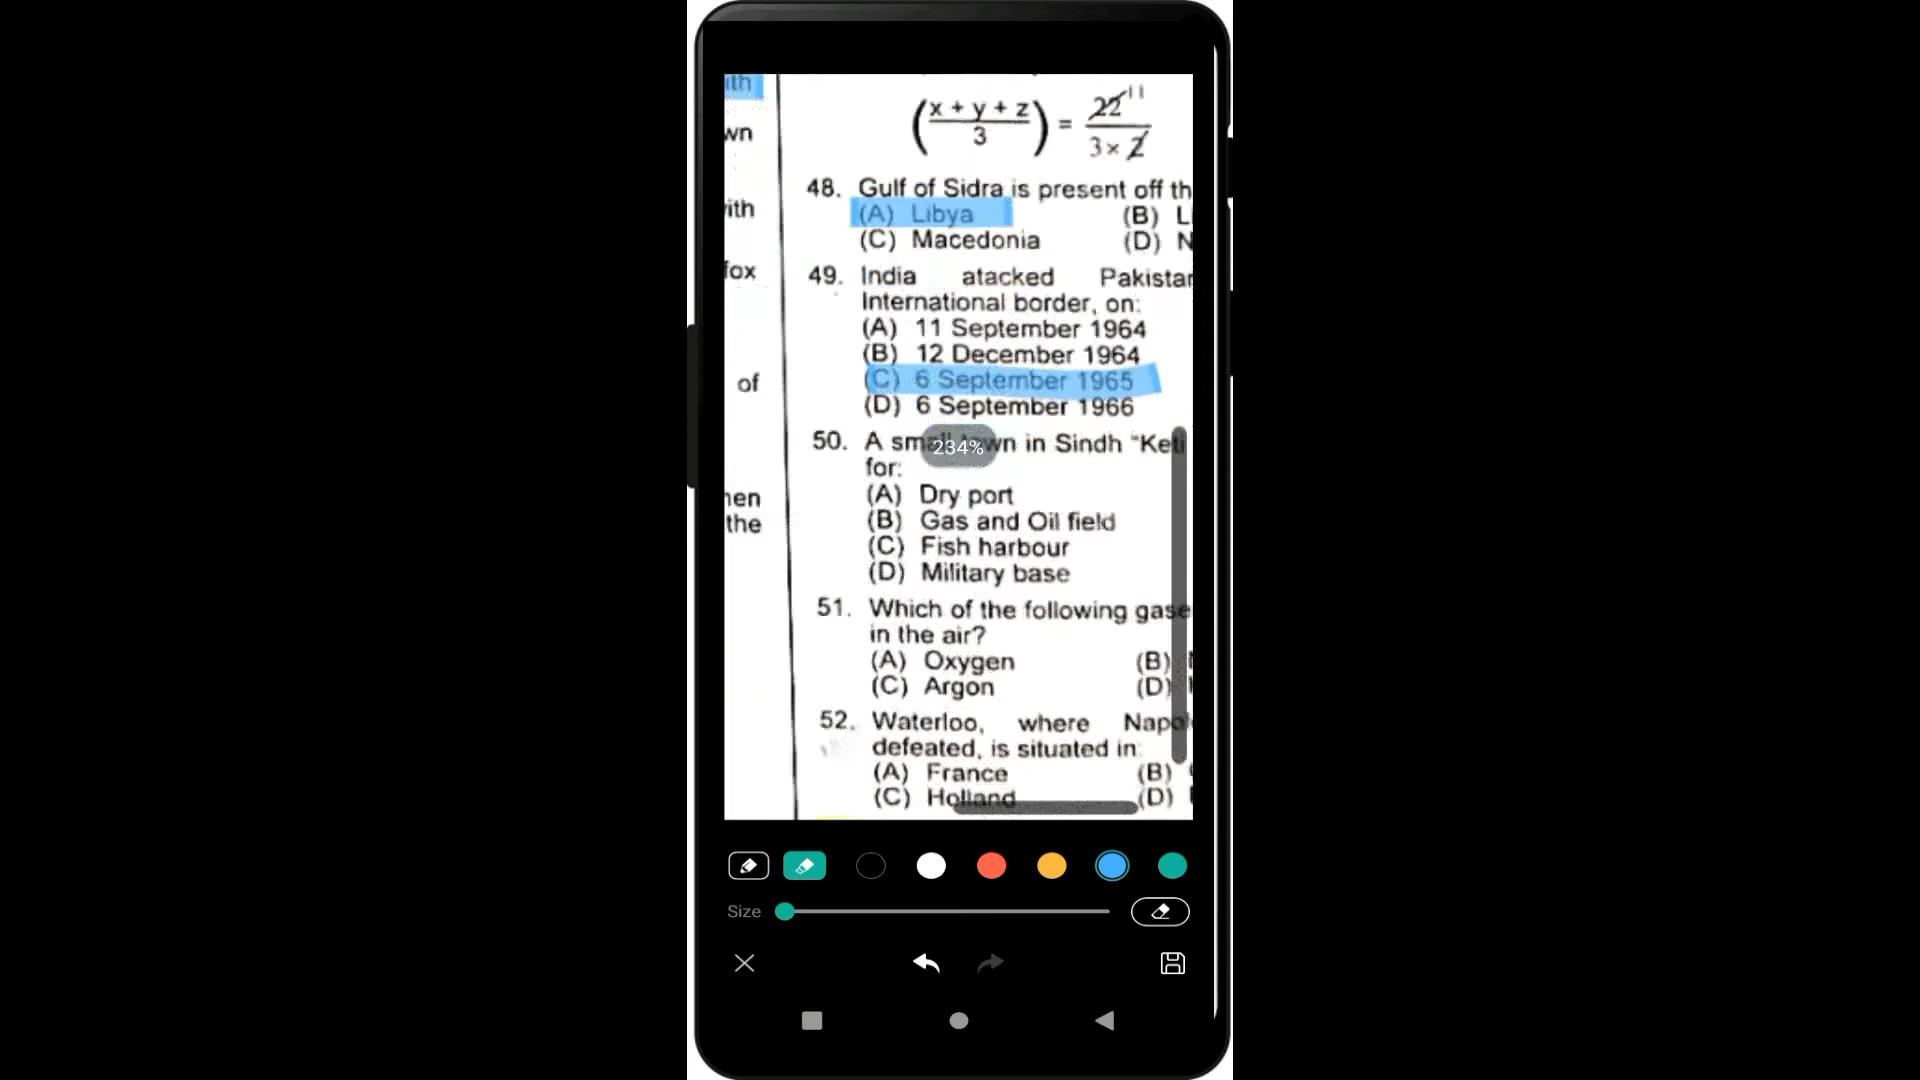 ith
wn
ith
fox
of
the
(x + y + z / 3) = 22 11 / 3 × 2
48. Gulf of Sidra is present off th
(A) Libya (B) L
(C) Macedonia (D) N
49. India atacked Pakistan
International border, on:
(A) 11 September 1964
(B) 12 December 1964
(C) 6 September 1965
(D) 6 September 1966
50. A small town in Sindh "Keti
for:
234%
(A) Dry port
(B) Gas and Oil field
(C) Fish harbour
(D) Military base
51. Which of the following gase
in the air?
(A) Oxygen (B)
(C) Argon (D)
52. Waterloo, where Napol
defeated, is situated in:
(A) France (B)
(C) Holland (D)
Size